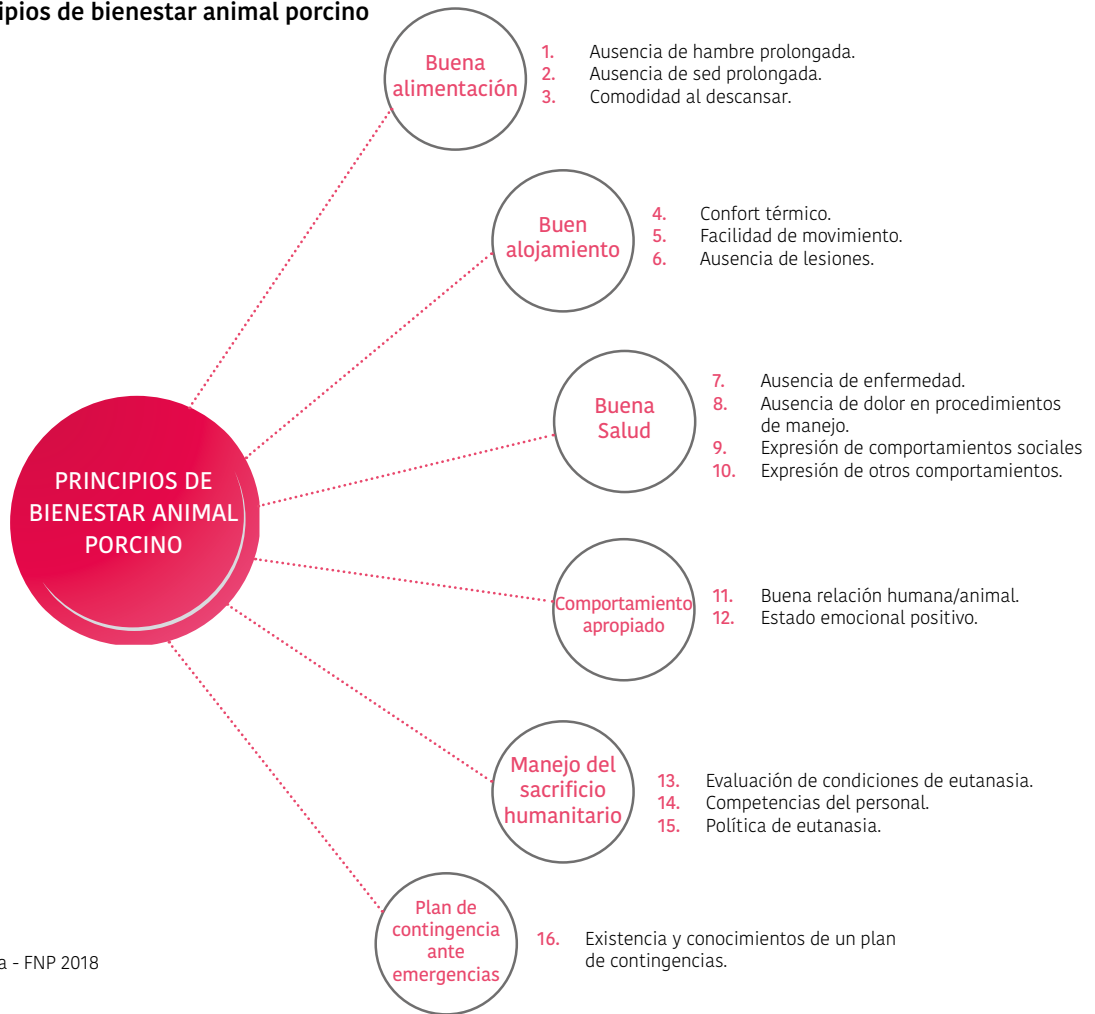 ipios de bienestar animal porcino
Buena
alimentación
1. Ausencia de hambre prolongada.
2. Ausencia de sed prolongada.
3. Comodidad al descansar.
Buen
alojamiento
4. Confort térmico.
5. Facilidad de movimiento.
6. Ausencia de lesiones.
Buena
Salud
7. Ausencia de enfermedad.
8. Ausencia de dolor en procedimientos
de manejo.
9. Expresión de comportamientos sociales
10. Expresión de otros comportamientos.
PRINCIPIOS DE
BIENESTAR ANIMAL
PORCINO
Comportamiento
apropiado
11. Buena relación humana/animal.
12. Estado emocional positivo.
Manejo del
sacrificio
humanitario
13. Evaluación de condiciones de eutanasia.
14. Competencias del personal.
15. Política de eutanasia.
Plan de
contingencia
ante
emergencias
16. Existencia y conocimientos de un plan
de contingencias.
a - FNP 2018